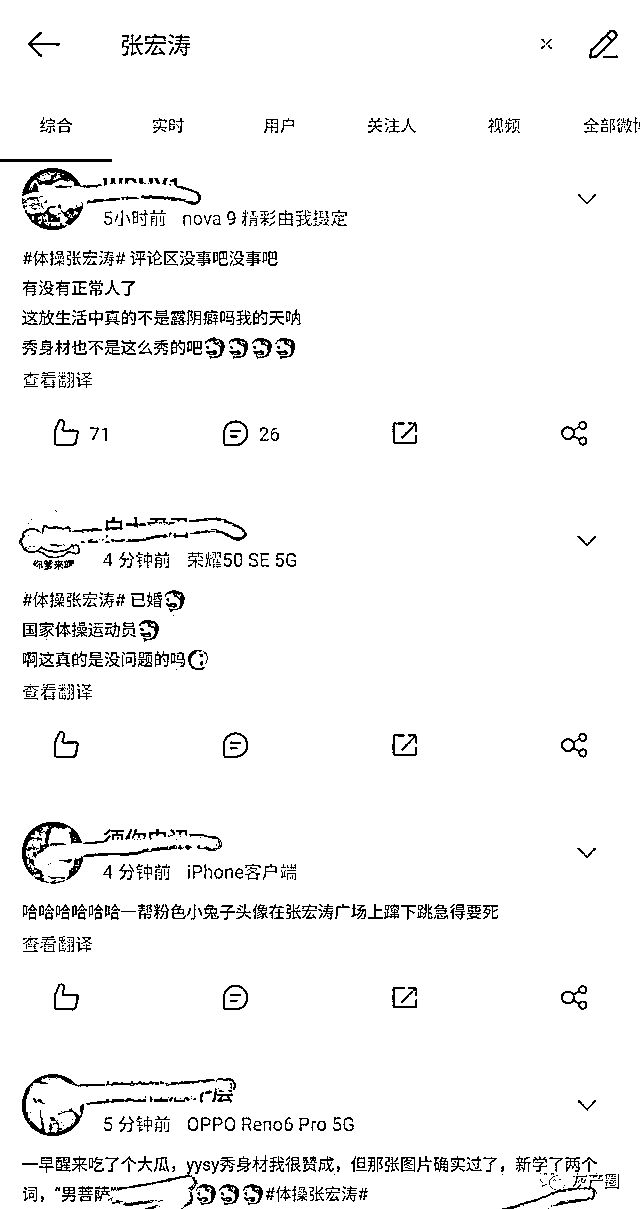 张宏涛
综合 实时 用户 关注人 视频 全部微博
5小时前 nova 9 精彩由我掇定
#体操张宏涛# 评论区没事吧没事吧
有没有正常人了
这放生活中真的不是露阴癖吗我的天呐
秀身材也不是这么秀的吧
查看翻译
71 26
4 分钟前 荣耀50 SE 5G
#体操张宏涛# 已婚
国家体操运动员
啊这真的是没问题的吗
查看翻译
4 分钟前 iPhone客户端
哈哈哈哈哈哈一帮粉色小兔子头像在张宏涛广场上蹿下跳急得要死
查看翻译
5 分钟前 OPPO Reno6 Pro 5G
一早醒来吃了个大瓜，yysy秀身材我很赞成，但那张图片确实过了，新学了两个
词，“男菩萨” #体操张宏涛#
灰产圈